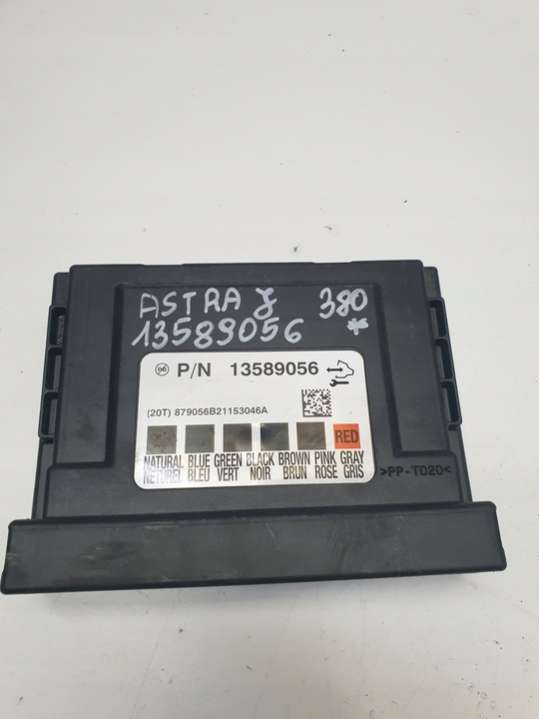 ASTRA J 380
13589056 *
96 P/N 13589056
(20T) 879056B21153046A
RED
NATURAL BLUE GREEN BLACK BROWN PINK GRAY
NETUREL BLEU VERT NOIR BRUN ROSE GRIS
>PP-TD20<